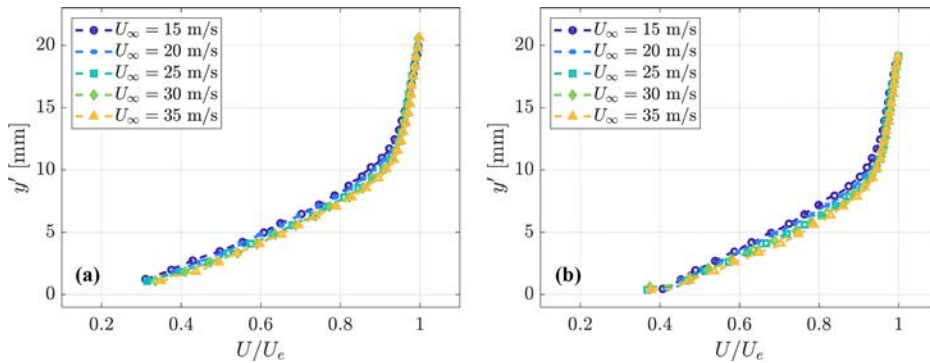 20
15
10
5
0
y′ [mm]
U∞ = 15 m/s
U∞ = 20 m/s
U∞ = 25 m/s
U∞ = 30 m/s
U∞ = 35 m/s
(a)
0.2 0.4 0.6 0.8 1
U/Ue
20
15
10
5
0
y′ [mm]
U∞ = 15 m/s
U∞ = 20 m/s
U∞ = 25 m/s
U∞ = 30 m/s
U∞ = 35 m/s
(b)
0.2 0.4 0.6 0.8 1
U/Ue